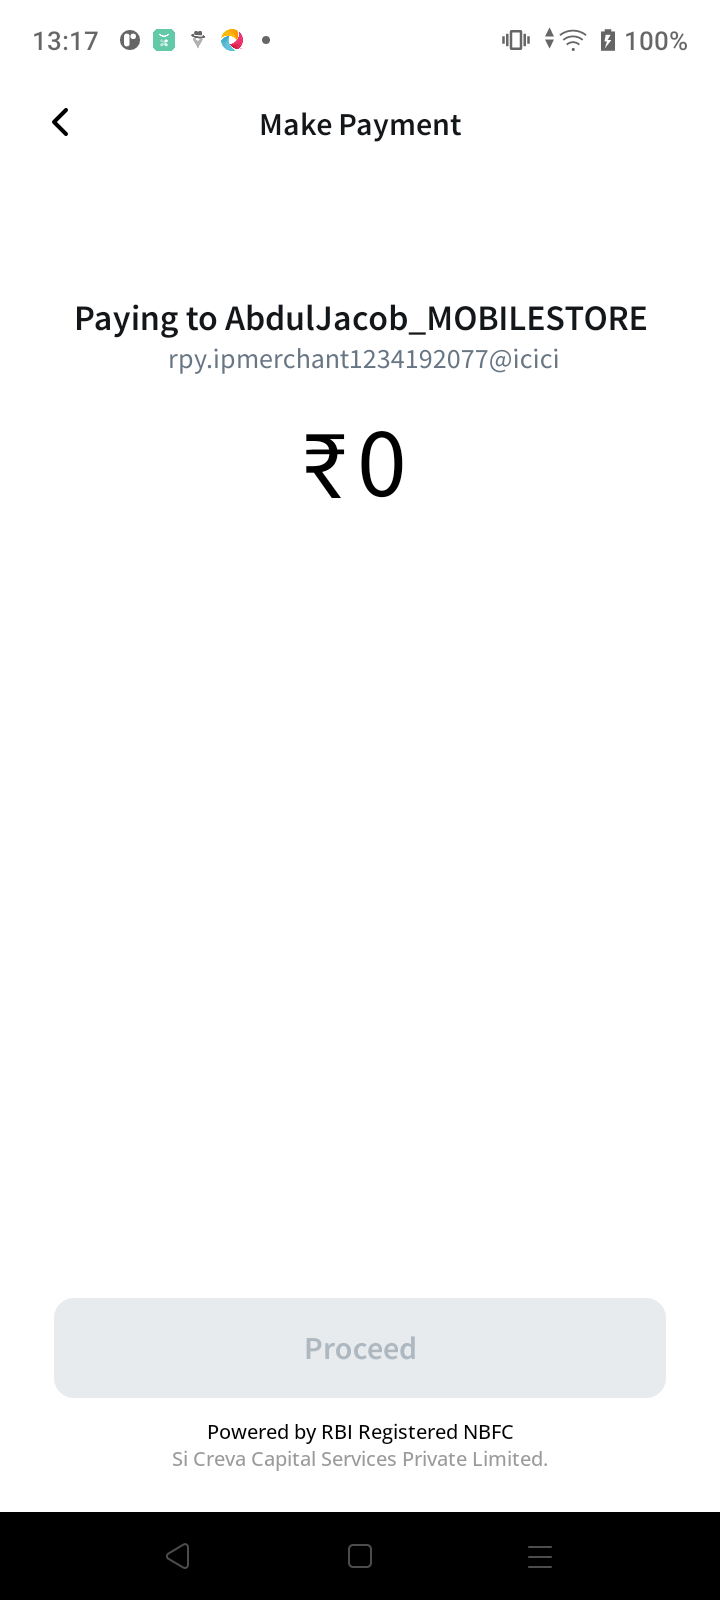 13:17
100%
Make Payment
Paying to AbdulJacob_MOBILESTORE
rpy.ipmerchant1234192077@icici
₹0
Proceed
Powered by RBI Registered NBFC
Si Creva Capital Services Private Limited.